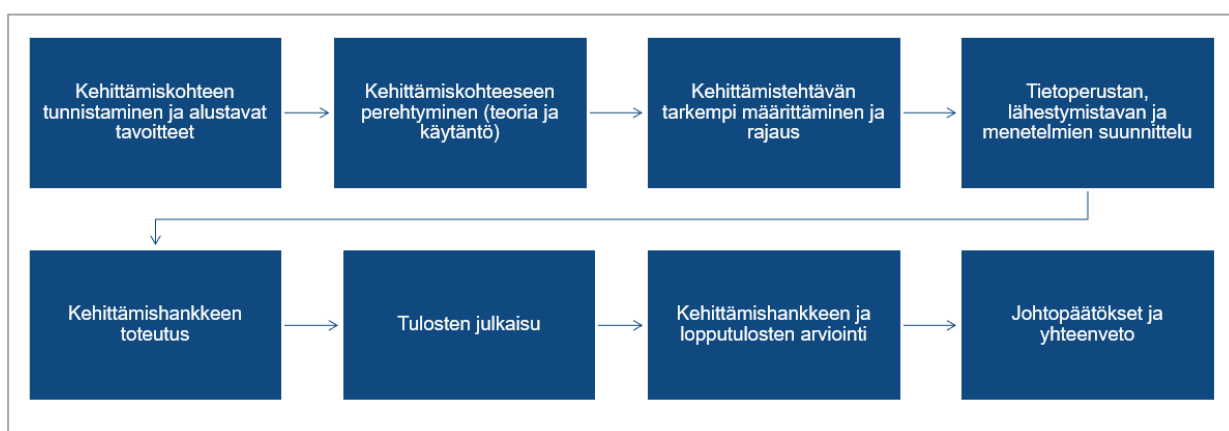 Kehittämiskohteen
tunnistaminen ja alustavat
tavoitteet
Kehittämiskohteeseen
perehtyminen (teoria ja
käytäntö)
Kehittämistehtävän
tarkempi määrittäminen ja
rajaus
Tietoperustan,
lähestymistavan ja
menetelmien suunnittelu
Kehittämishankkeen
toteutus
Tulosten julkaisu
Kehittämishankkeen ja
lopputulosten arviointi
Johtopäätökset ja
yhteenveto